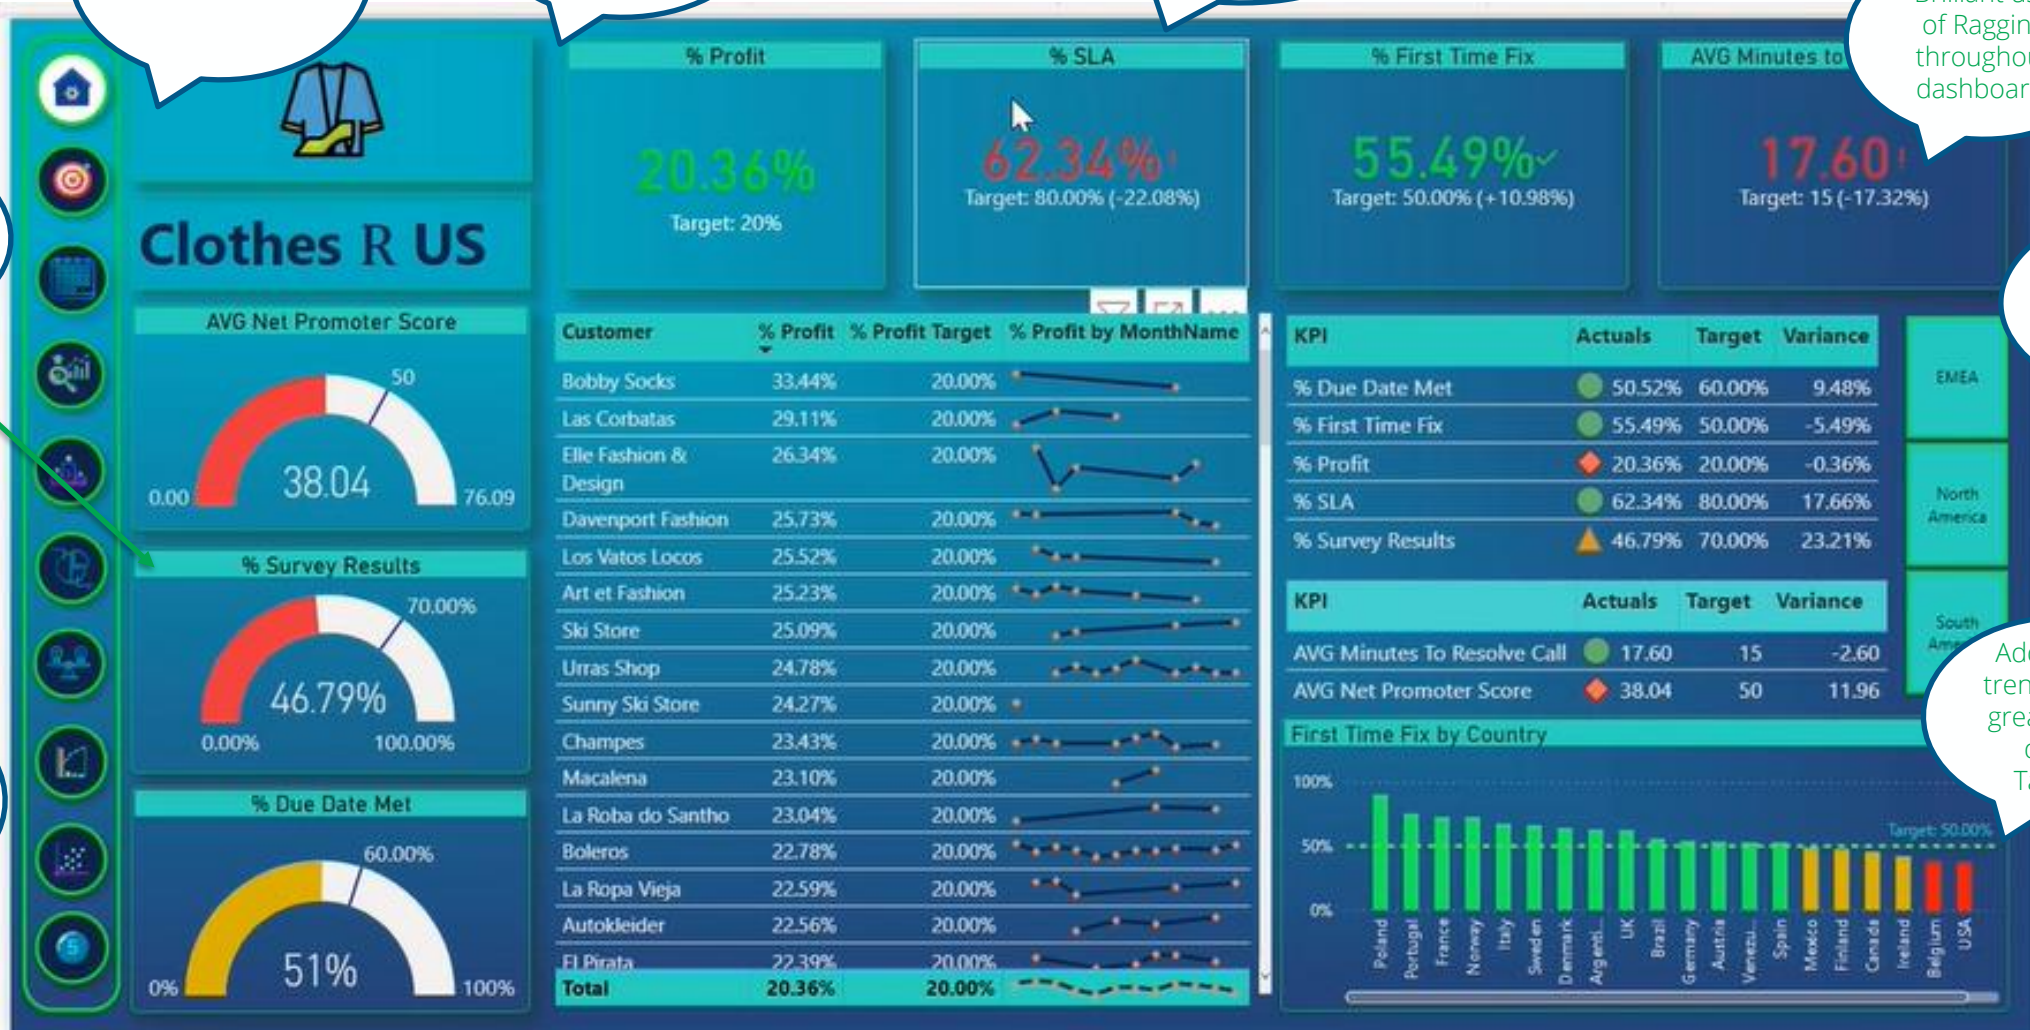 of
dashboar
% Profit
20.36%
Target: 20%
% SLA
62.34%!
Target: 80.00% (-22.08%)
% First Time Fix
55.49%
Target: 50.00% (+10.98%)
AVG Minutes to
17.60!
Target: 15 (-17.32%)
Clothes R US
AVG Net Promoter Score
50
38.04
0.00
76.09
% Survey Results
70.00%
46.79%
0.00%
100.00%
% Due Date Met
60.00%
51%
0%
100%
5
Customer % Profit % Profit Target % Profit by MonthName
Bobby Socks 33.44% 20.00%
Las Corbatas 29.11% 20.00%
Elle Fashion & 26.34% 20.00%
Design
Davenport Fashion 25.73% 20.00%
Los Vatos Locos 25.52% 20.00%
Art et Fashion 25.23% 20.00%
Ski Store 25.09% 20.00%
Urras Shop 24.78% 20.00%
Sunny Ski Store 24.27% 20.00%
Champes 23.43% 20.00%
Macalena 23.10% 20.00%
La Roba do Santho 23.04% 20.00%
Boleros 22.78% 20.00%
La Ropa Vieja 22.59% 20.00%
Autokleider 22.56% 20.00%
El Pirata 22.39% 20.00%
Total 20.36% 20.00%
KPI Actuals Target Variance
% Due Date Met 50.52% 60.00% 9.48%
% First Time Fix 55.49% 50.00% -5.49%
% Profit 20.36% 20.00% -0.36%
% SLA 62.34% 80.00% 17.66%
% Survey Results 46.79% 70.00% 23.21%
KPI Actuals Target Variance
AVG Minutes To Resolve Call 17.60 15 -2.60
AVG Net Promoter Score 38.04 50 11.96
EMEA
North
America
South
First Time Fix by Country
100%
50%
0%
Target: 50.00%
Poland
Portugal
France
Norway
Italy
Sweden
Denmark
Argenti...
UK
Brazil
Germany
Austria
Venezu...
Spain
Mexico
Finland
Canada
Ireland
Belgium
USA